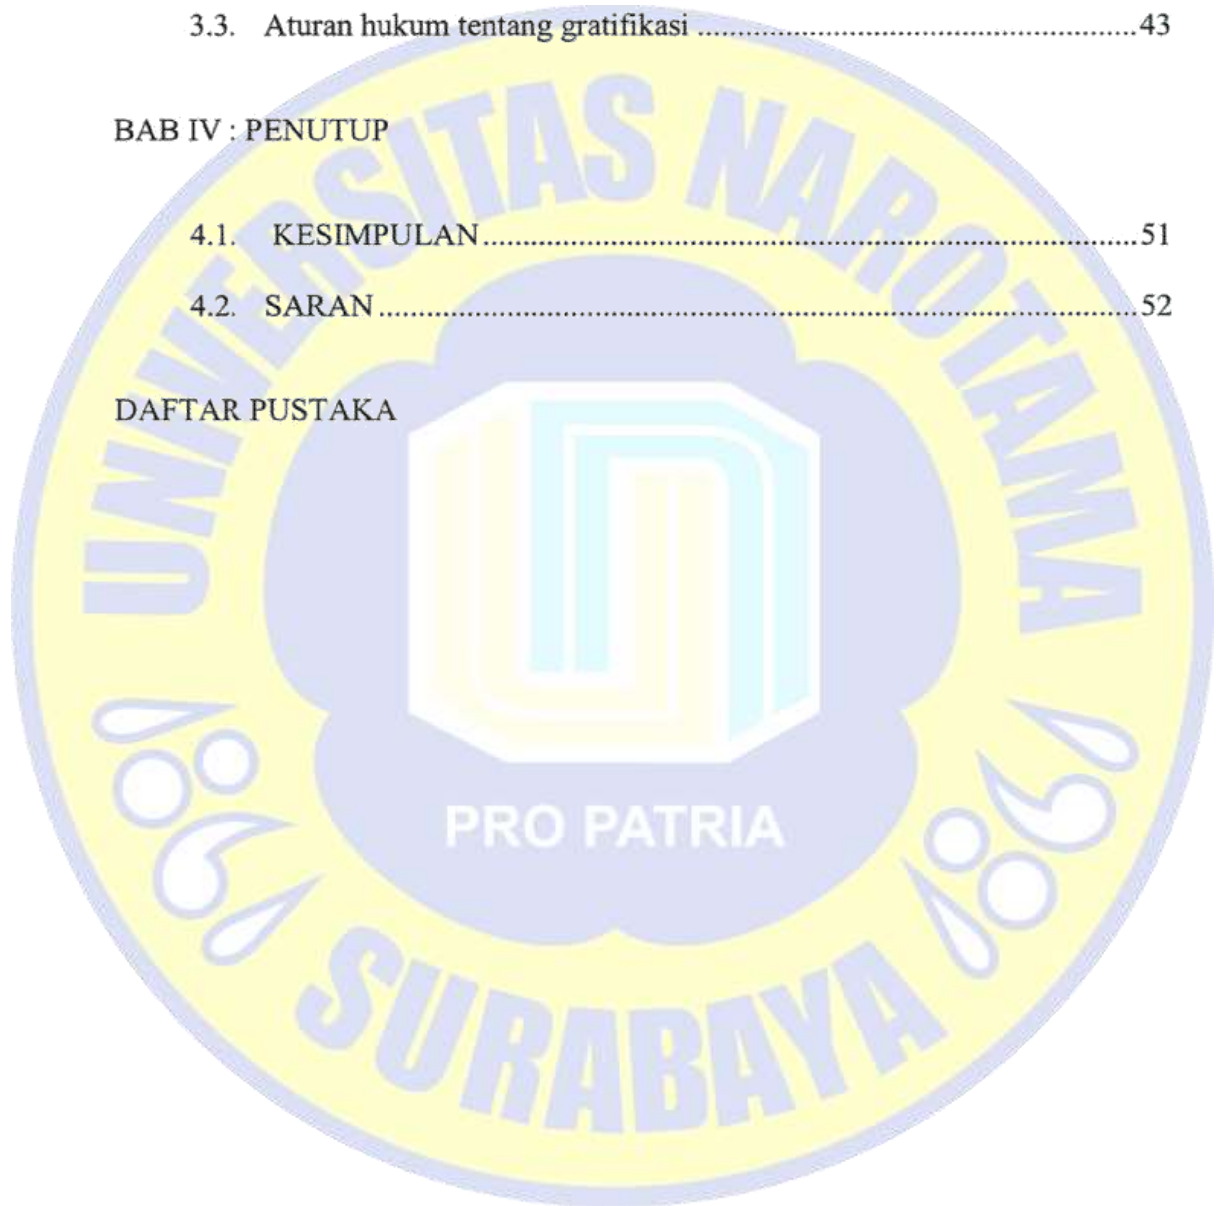 3.3. Aturan hukum tentang gratifikasi ........................................................ 43
BAB IV : PENUTUP
4.1. KESIMPULAN ........................................................ 51
4.2. SARAN ........................................................ 52
DAFTAR PUSTAKA
UNIVERSITAS NAROTAMA
PRO PATRIA
SURABAYA